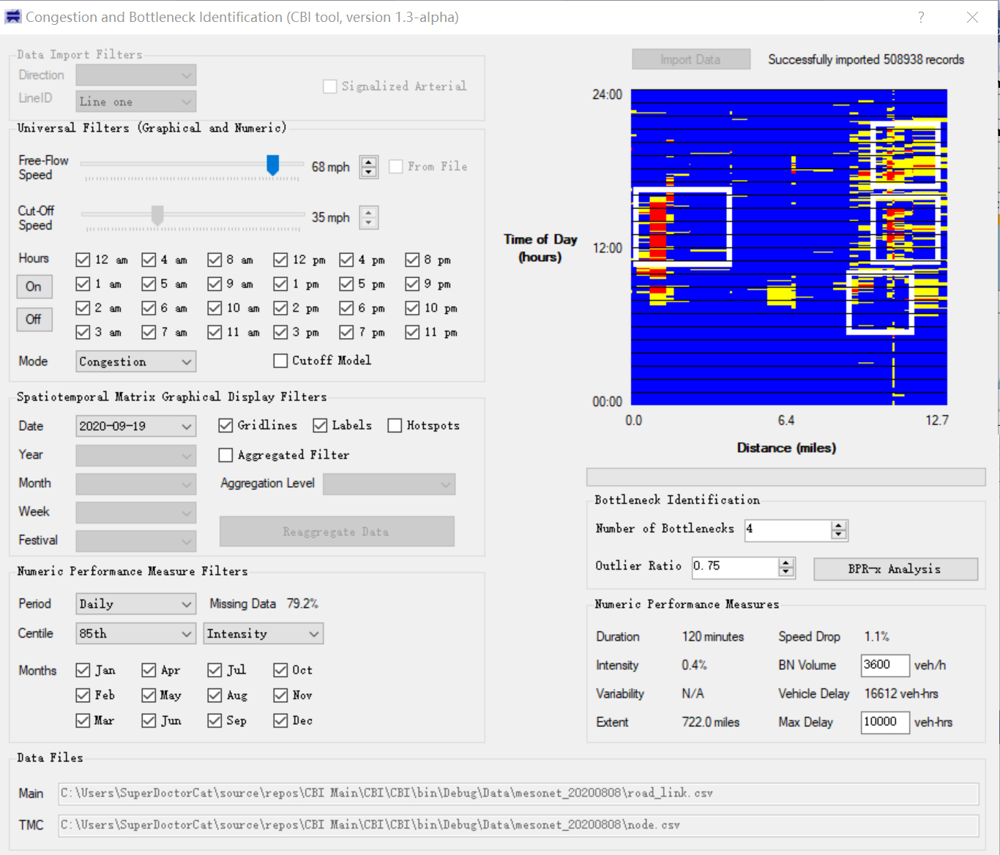 Congestion and Bottleneck Identification (CBI tool, version 1.3-alpha)
?
Data Import Filters
Direction
LineID
Line one
Signalized Arterial
Universal Filters (Graphical and Numeric)
Free-Flow Speed
68 mph
From File
Cut-Off Speed
35 mph
Hours
12 am
4 am
8 am
12 pm
4 pm
8 pm
On
1 am
5 am
9 am
1 pm
5 pm
9 pm
2 am
6 am
10 am
2 pm
6 pm
10 pm
Off
3 am
7 am
11 am
3 pm
7 pm
11 pm
Mode
Congestion
Cutoff Model
Spatiotemporal Matrix Graphical Display Filters
Date
2020-09-19
Gridlines
Labels
Hotspots
Year
Aggregated Filter
Month
Aggregation Level
Week
Festival
Reaggregate Data
Numeric Performance Measure Filters
Period
Daily
Missing Data 79.2%
Centile
85th
Intensity
Months
Jan
Apr
Jul
Oct
Feb
May
Aug
Nov
Mar
Jun
Sep
Dec
Import Data
Successfully imported 508938 records
24:00
Time of Day
(hours)
12:00
00:00
0.0
6.4
12.7
Distance (miles)
Bottleneck Identification
Number of Bottlenecks
4
Outlier Ratio
0.75
BPR-x Analysis
Numeric Performance Measures
Duration
120 minutes
Speed Drop
1.1%
Intensity
0.4%
BN Volume
3600
veh/h
Variability
N/A
Vehicle Delay
16612 veh-hrs
Extent
722.0 miles
Max Delay
10000
veh-hrs
Data Files
Main
C:\Users\SuperDoctorCat\source\repos\CBI Main\CBI\CBI\bin\Debug\Data\mesonet_20200808\road_link.csv
TMC
C:\Users\SuperDoctorCat\source\repos\CBI Main\CBI\CBI\bin\Debug\Data\mesonet_20200808\node.csv